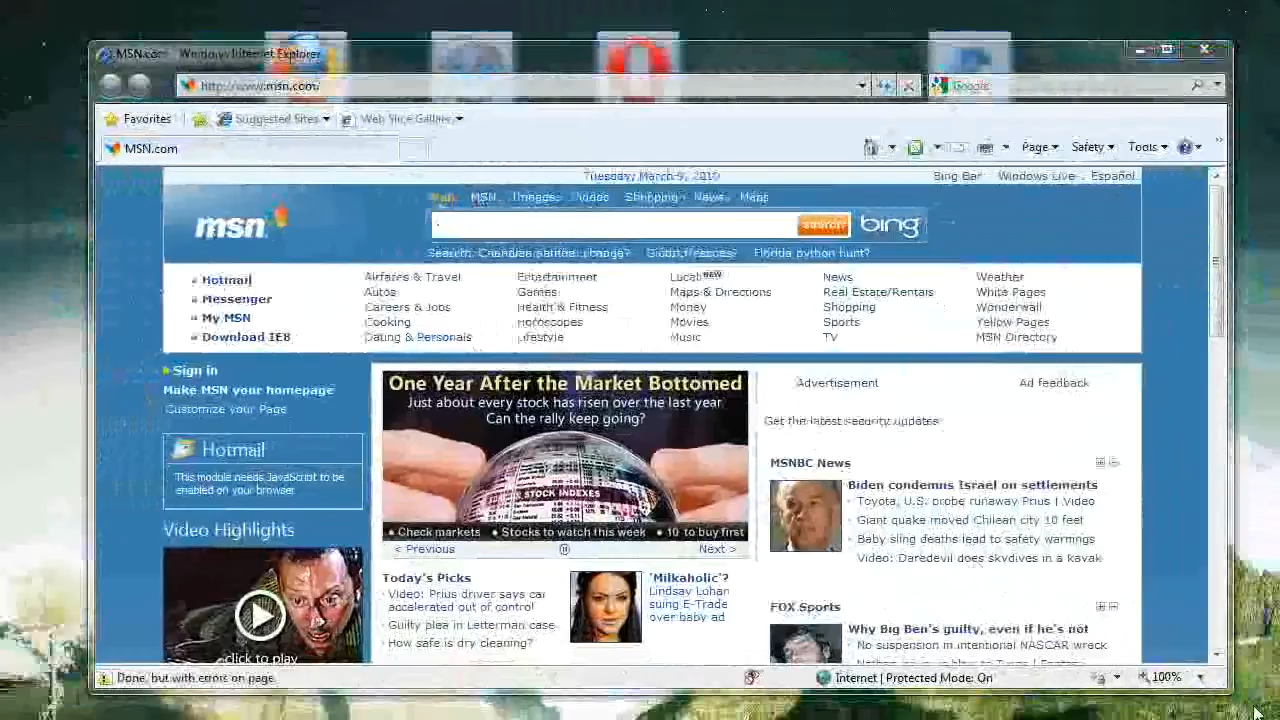 MSN.com - Windows Internet Explorer
http://www.msn.com/
Google
Favorites Suggested Sites Web Slice Gallery
MSN.com
Page Safety Tools
Tuesday, March 9, 2010
Bing Bar Windows Live Español
MSN Images Videos Shopping News Maps
msn
search bing
Florida python hunt?
Hotmail
Messenger
My MSN
Download IE8
Airfares & Travel
Autos
Careers & Jobs
Cooking
Dating & Personals
Entertainment
Games
Health & Fitness
Horoscopes
Lifestyle
Local NEW
Maps & Directions
Money
Movies
Music
News
Real Estate/Rentals
Shopping
Sports
TV
Weather
White Pages
Wonderwall
Yellow Pages
MSN Directory
Sign in
Make MSN your homepage
Customize your Page
Hotmail
This module needs JavaScript to be
enabled on your browser
Video Highlights
click to play
One Year After the Market Bottomed
Just about every stock has risen over the last year
Can the rally keep going?
STOCK INDEXES
Check markets Stocks to watch this week 10 to buy first
< Previous Next >
Today's Picks
Video: Prius driver says car
accelerated out of control
Guilty plea in Letterman case
How safe is dry cleaning?
'Milkaholic'?
Lindsay Lohan
suing E-Trade
over baby ad
Advertisement Ad feedback
Get the latest security updates
MSNBC News
Biden condemns Israel on settlements
Toyota, U.S. probe runaway Prius | Video
Giant quake moved Chilean city 10 feet
Baby sling deaths lead to safety warnings
Video: Daredevil does skydives in a kayak
FOX Sports
Why Big Ben's guilty, even if he's not
No suspension in intentional NASCAR wreck
Done, but with errors on page.
Internet | Protected Mode: On
100%